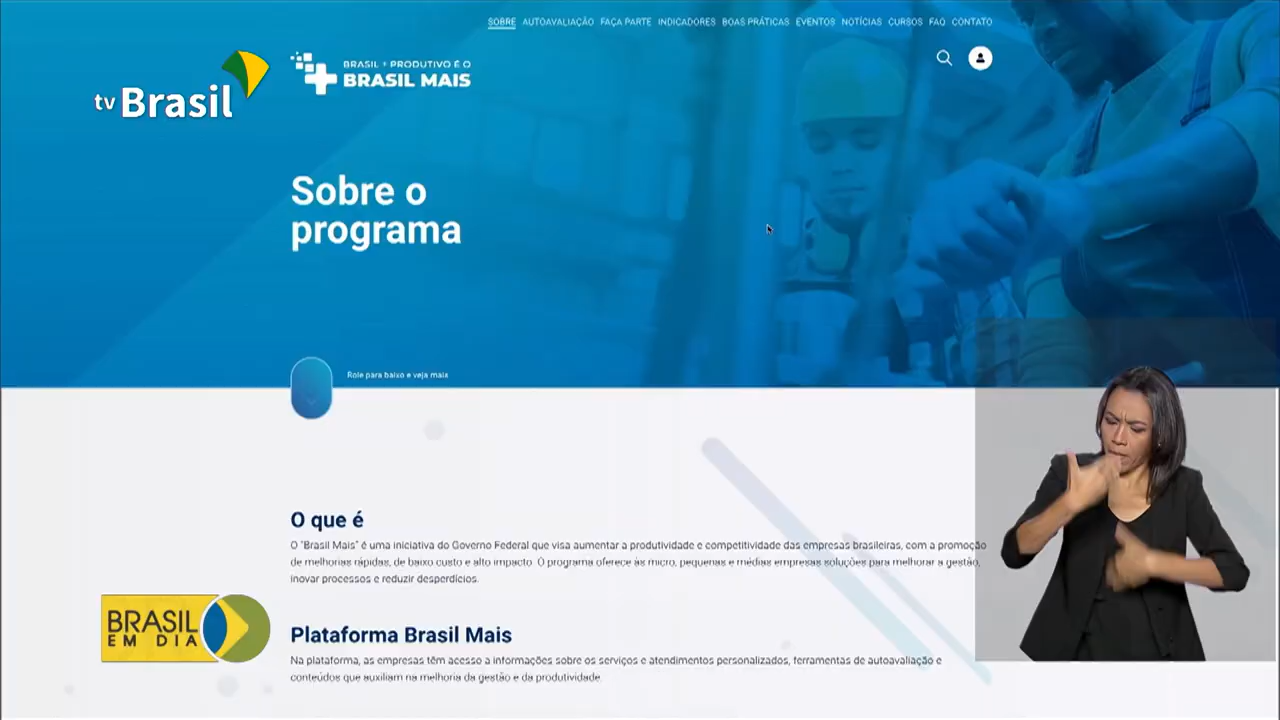 SOBRE AUTOAVALIAÇÃO FAÇA PARTE INDICADORES BOAS PRÁTICAS EVENTOS NOTÍCIAS CURSOS FAQ CONTATO
BRASIL + PRODUTIVO É O
BRASIL MAIS
tv Brasil
Sobre o
programa
Role para baixo e veja mais
O que é
O "Brasil Mais" é uma iniciativa do Governo Federal que visa aumentar a produtividade e competitividade das empresas brasileiras, com a promoção
de melhorias rápidas, de baixo custo e alto impacto. O programa oferece às micro, pequenas e médias empresas soluções para melhorar a gestão,
inovar processos e reduzir desperdícios.
BRASIL
EM DIA
Plataforma Brasil Mais
Na plataforma, as empresas têm acesso a informações sobre os serviços e atendimentos personalizados, ferramentas de autoavaliação e
conteúdos que auxiliam na melhoria da gestão e da produtividade.